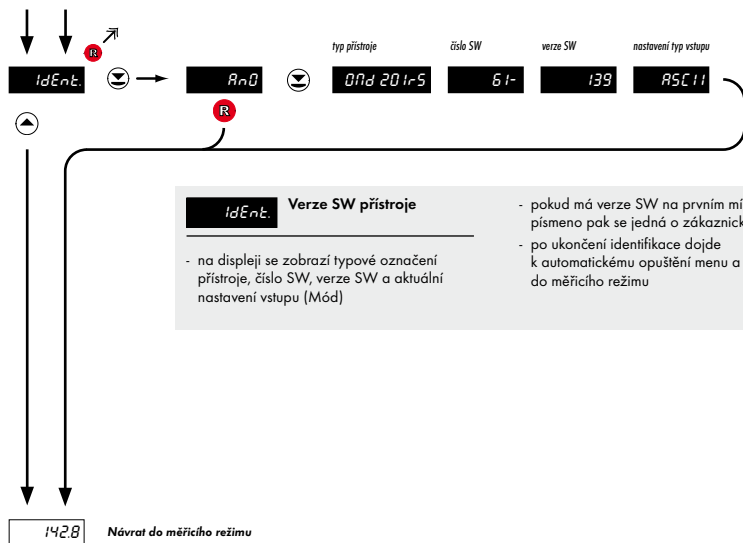 typ přístroje číslo SW verze SW nastavení typ vstupu
R
IdEnt. AnO OMd 201rS 61- 139 ASCII
R
IdEnt. Verze SW přístroje
- na displeji se zobrazí typové označení
přístroje, číslo SW, verze SW a aktuální
nastavení vstupu (Mód)
- pokud má verze SW na prvním mí
písmeno pak se jedná o zákaznick
- po ukončení identifikace dojde
k automatickému opuštění menu a
do měřicího režimu
142.8 Návrat do měřicího režimu